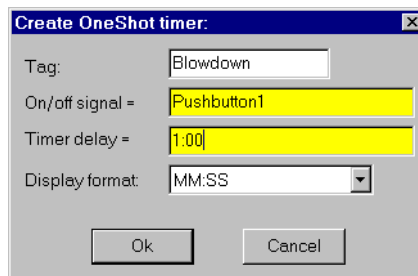 Create OneShot timer:
Tag: Blowdown
On/off signal = Pushbutton1
Timer delay = 1:00
Display format: MM:SS
Ok Cancel